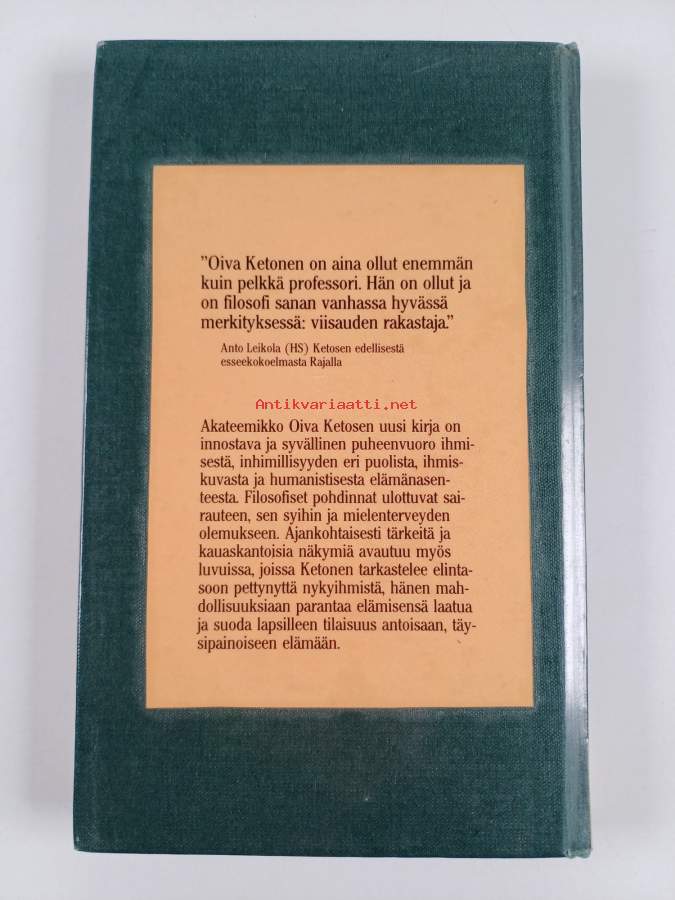 "Oiva Ketonen on aina ollut enemmän
kuin pelkkä professori. Hän on ollut ja
on filosofi sanan vanhassa hyvässä
merkityksessä: viisauden rakastaja."
Anto Leikola (HS) Ketosen edellisestä
esseekokoelmasta Rajalla
Antikvariaatti.net
Akateemikko Oiva Ketosen uusi kirja on
innostava ja syvällinen puheenvuoro ihmi-
sestä, inhimillisyyden eri puolista, ihmis-
kuvasta ja humanistisesta elämänasen-
teesta. Filosofiset pohdinnat ulottuvat sai-
rauteen, sen syihin ja mielenterveyden
olemukseen. Ajankohtaisesti tärkeitä ja
kauaskantoisia näkymiä avautuu myös
luvuissa, joissa Ketonen tarkastelee elinta-
soon pettynyttä nykyihmistä, hänen mah-
dollisuuksiaan parantaa elämisensä laatua
ja suoda lapsilleen tilaisuus antoisaan, täy-
sipainoiseen elämään.